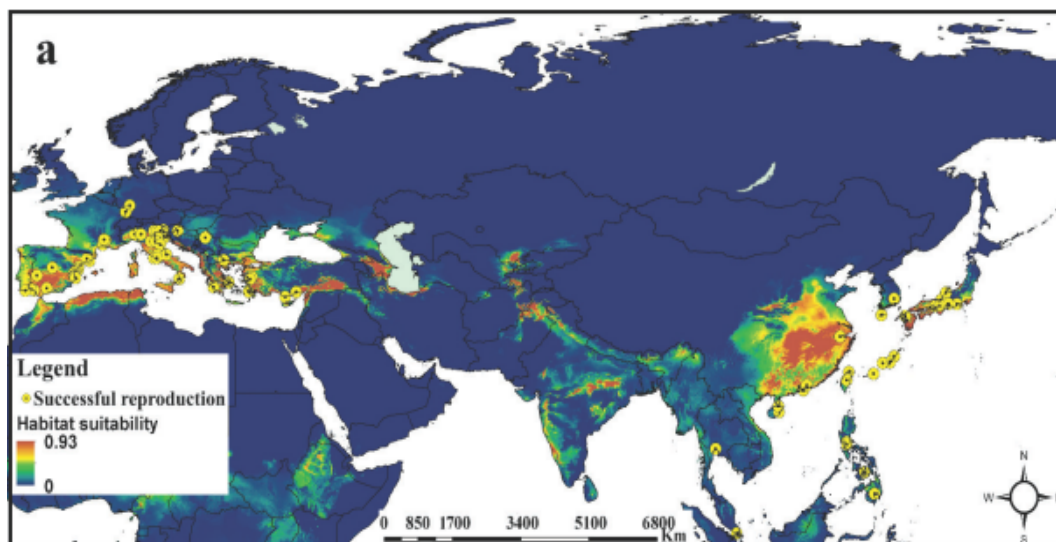 a
Legend
Successful reproduction
Habitat suitability
0.93
0
0 850 1700 3400 5100 6800
Km
N
W
S